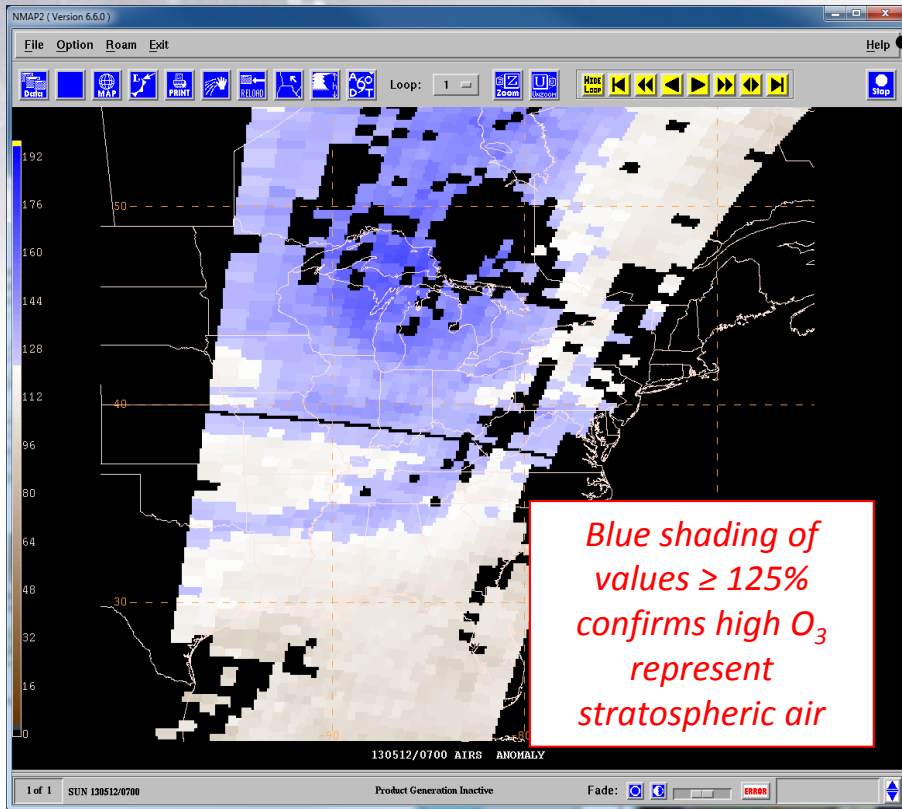 NMAP2 ( Version 6.6.0 )
File Option Roam Exit Help
Data MAP PRINT RELOAD Loop: 1 Zoom UNZOOM HIDE LOOP Stop
192
176
160
144
128
112
96
80
64
48
32
16
0
50
40
30
-90
-80
Blue shading of
values ≥ 125%
confirms high O₃
represent
stratospheric air
130512/0700 AIRS ANOMALY
1 of 1 SUN 130512/0700 Product Generation Inactive Fade: ERROR